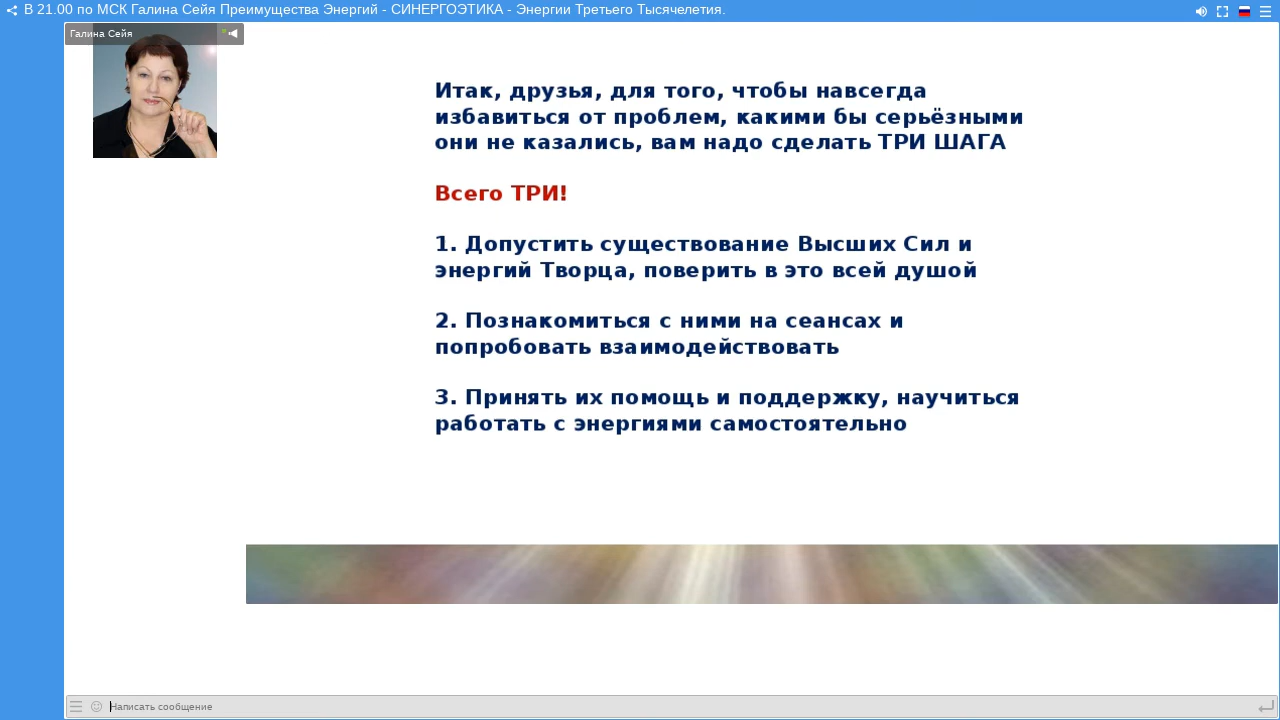 В 21.00 по МСК Галина Сейя Преимущества Энергий - СИНЕРГОЭТИКА - Энергии Третьего Тысячелетия.
Галина Сейя
Итак, друзья, для того, чтобы навсегда
избавиться от проблем, какими бы серьёзными
они не казались, вам надо сделать ТРИ ШАГА
Всего ТРИ!
1. Допустить существование Высших Сил и
энергий Творца, поверить в это всей душой
2. Познакомиться с ними на сеансах и
попробовать взаимодействовать
3. Принять их помощь и поддержку, научиться
работать с энергиями самостоятельно
Написать сообщение